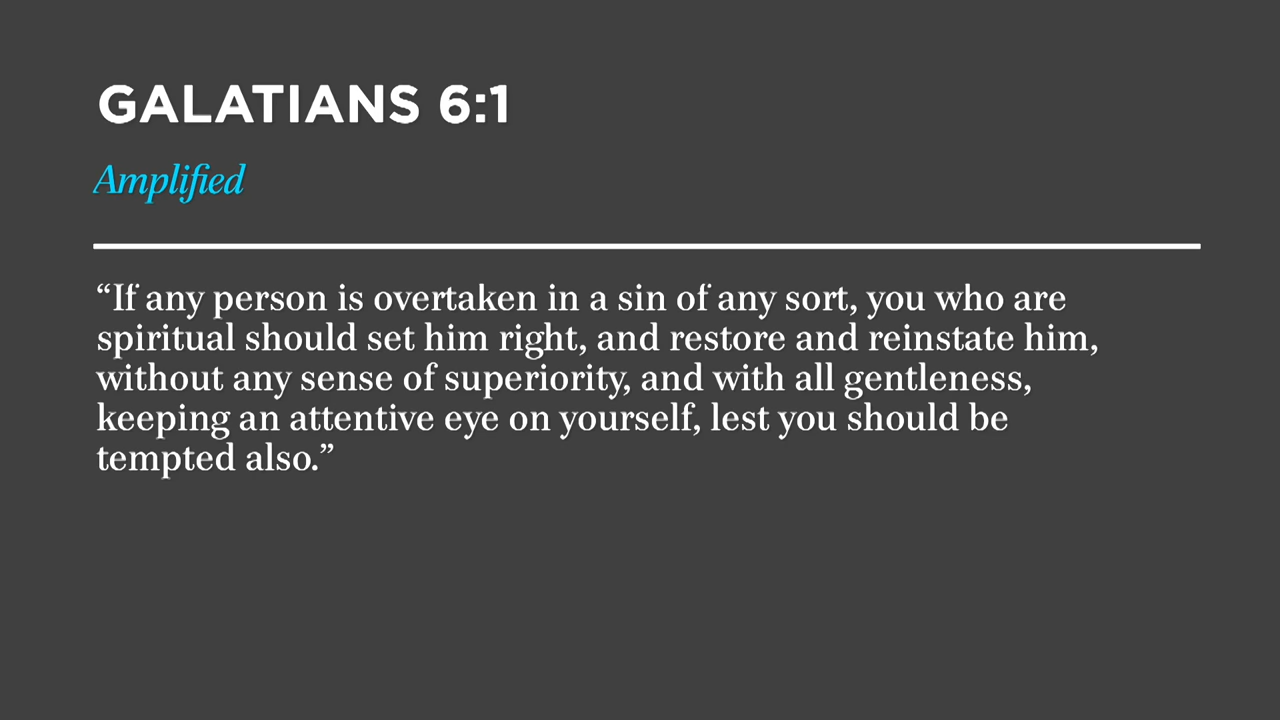 GALATIANS 6:1
Amplified
“If any person is overtaken in a sin of any sort, you who are
spiritual should set him right, and restore and reinstate him,
without any sense of superiority, and with all gentleness,
keeping an attentive eye on yourself, lest you should be
tempted also.”